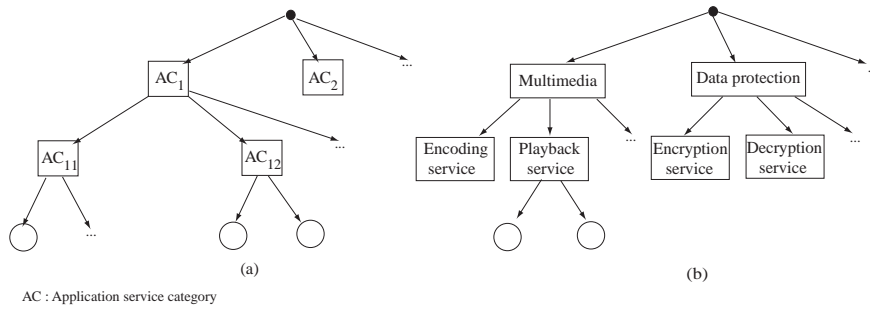 AC1
AC2
...
...
AC11
AC12
...
(a)
AC : Application service category
Multimedia
Data protection
...
Encoding service
Playback service
...
Encryption service
Decryption service
...
(b)